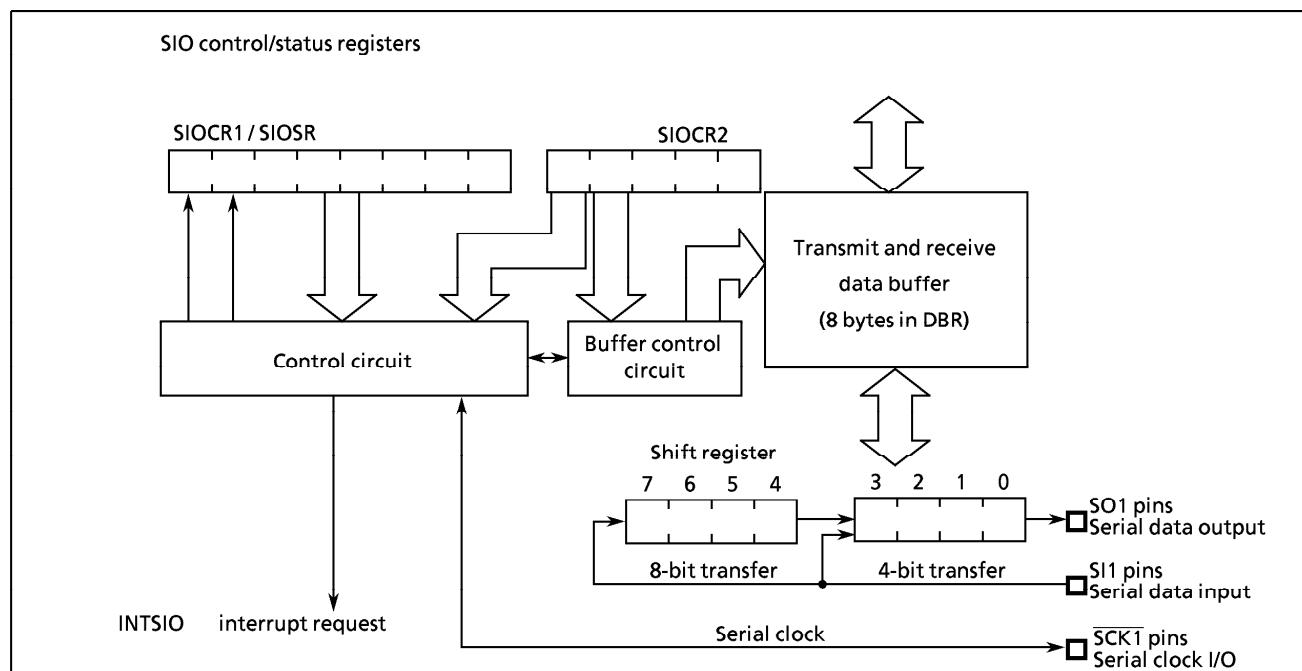 SIO control/status registers
SIOCR1 / SIOSR
SIOCR2
Transmit and receive
data buffer
(8 bytes in DBR)
Control circuit
Buffer control
circuit
Shift register
7 6 5 4
3 2 1 0
SO1 pins
Serial data output
8-bit transfer
4-bit transfer
SI1 pins
Serial data input
INTSIO interrupt request
Serial clock
SCK1 pins
Serial clock I/O